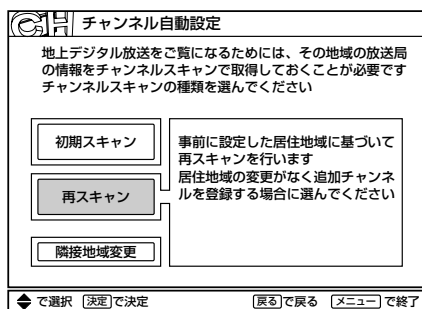 CH チャンネル自動設定
地上デジタル放送をご覧になるためには、その地域の放送局
の情報をチャンネルスキャンで取得しておくことが必要です
チャンネルスキャンの種類を選んでください
初期スキャン
再スキャン
隣接地域変更
事前に設定した居住地域に基づいて
再スキャンを行います
居住地域の変更がなく追加チャンネ
ルを登録する場合に選んでください
で選択 決定 で決定 戻る で戻る メニュー で終了